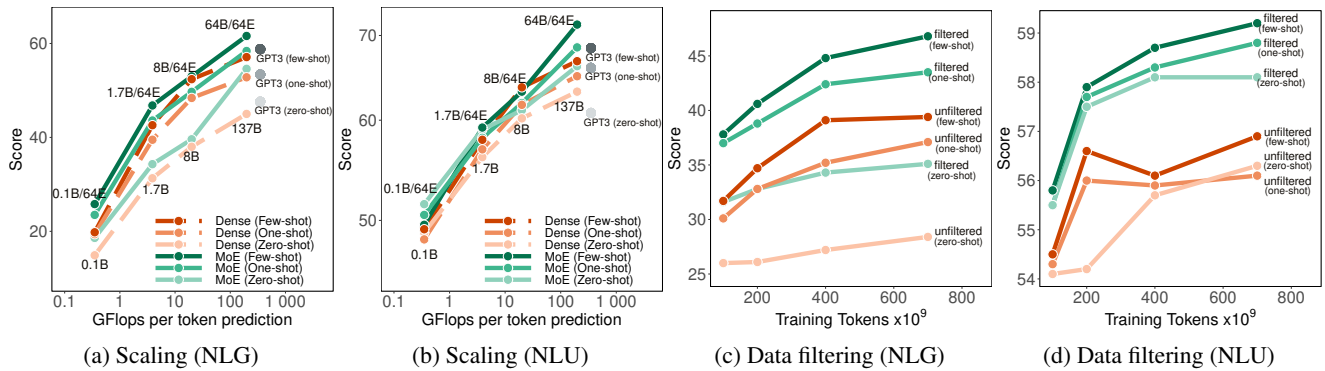 Score
60
40
20
0.1
1
10
100
1 000
GFlops per token prediction
64B/64E
8B/64E
1.7B/64E
0.1B/64E
GPT3 (few-shot)
GPT3 (one-shot)
GPT3 (zero-shot)
137B
8B
1.7B
0.1B
Dense (Few-shot)
Dense (One-shot)
Dense (Zero-shot)
MoE (Few-shot)
MoE (One-shot)
MoE (Zero-shot)
(a) Scaling (NLG)
Score
70
60
50
0.1
1
10
100
1 000
GFlops per token prediction
64B/64E
8B/64E
1.7B/64E
0.1B/64E
GPT3 (few-shot)
GPT3 (one-shot)
GPT3 (zero-shot)
137B
8B
1.7B
0.1B
Dense (Few-shot)
Dense (One-shot)
Dense (Zero-shot)
MoE (Few-shot)
MoE (One-shot)
MoE (Zero-shot)
(b) Scaling (NLU)
Score
45
40
35
30
25
200
400
600
800
Training Tokens x10⁹
filtered
(few-shot)
filtered
(one-shot)
unfiltered
(few-shot)
unfiltered
(one-shot)
filtered
(zero-shot)
unfiltered
(zero-shot)
(c) Data filtering (NLG)
Score
59
58
57
56
55
54
200
400
600
800
Training Tokens x10⁹
filtered
(few-shot)
filtered
(one-shot)
filtered
(zero-shot)
unfiltered
(few-shot)
unfiltered
(zero-shot)
unfiltered
(one-shot)
(d) Data filtering (NLU)